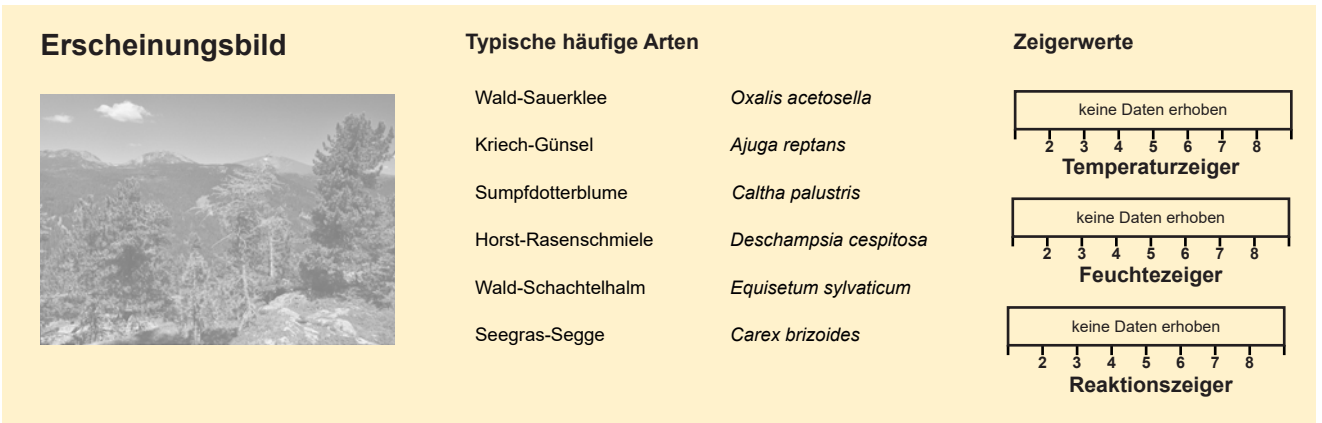 Erscheinungsbild
Typische häufige Arten
Wald-Sauerklee Oxalis acetosella
Kriech-Günsel Ajuga reptans
Sumpfdotterblume Caltha palustris
Horst-Rasenschmiele Deschampsia cespitosa
Wald-Schachtelhalm Equisetum sylvaticum
Seegras-Segge Carex brizoides
Zeigerwerte
keine Daten erhoben
2 3 4 5 6 7 8
Temperaturzeiger
keine Daten erhoben
2 3 4 5 6 7 8
Feuchtezeiger
keine Daten erhoben
2 3 4 5 6 7 8
Reaktionszeiger